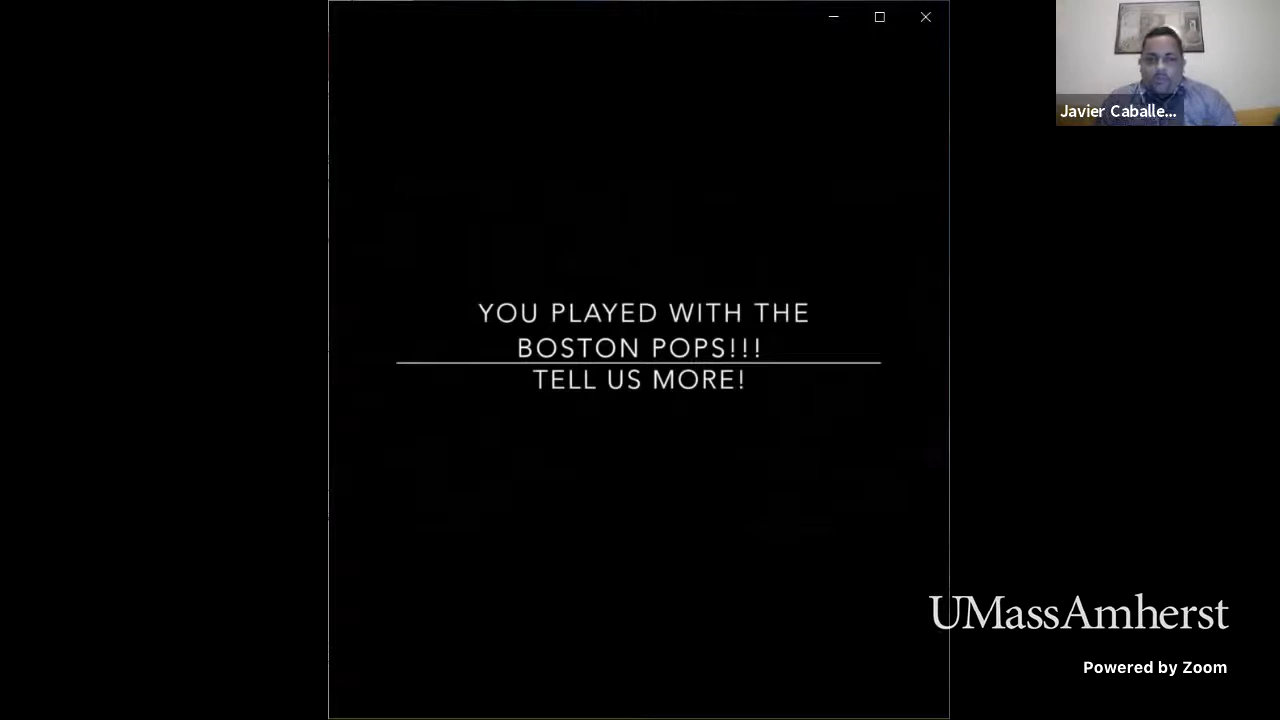 Javier Caballe...
YOU PLAYED WITH THE
BOSTON POPS!!!
TELL US MORE!
UMassAmherst
Powered by Zoom